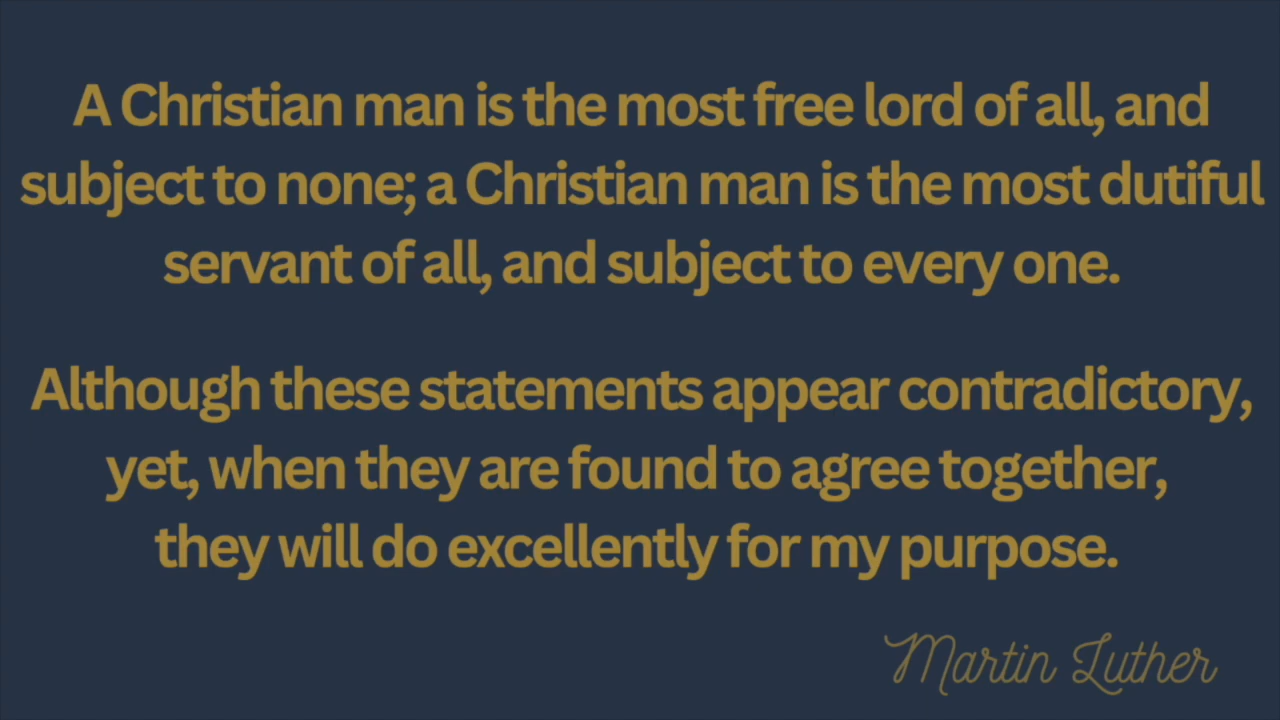 A Christian man is the most free lord of all, and
subject to none; a Christian man is the most dutiful
servant of all, and subject to every one.
Although these statements appear contradictory,
yet, when they are found to agree together,
they will do excellently for my purpose.
Martin Luther